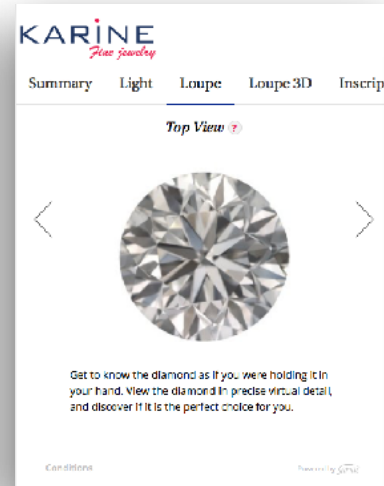 KARINE
Fine jewelry
Summary Light Loupe Loupe 3D Inscrip
Top View ?
Get to know the diamond as if you were holding it in
your hand. View the diamond in precise virtual detail,
and discover if it is the perfect choice for you.
Conditions
Powered by Sarine